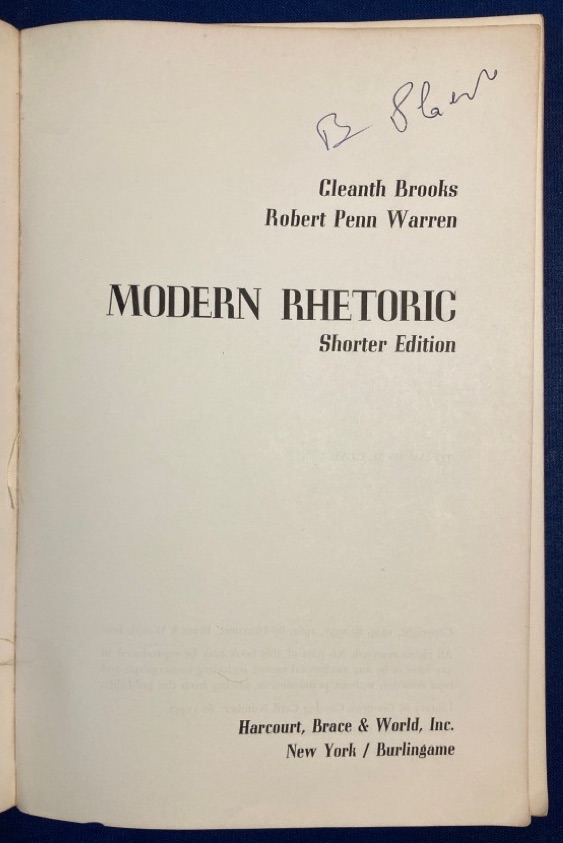 Cleanth Brooks
Robert Penn Warren
MODERN RHETORIC
Shorter Edition
Harcourt, Brace & World, Inc.
New York / Burlingame